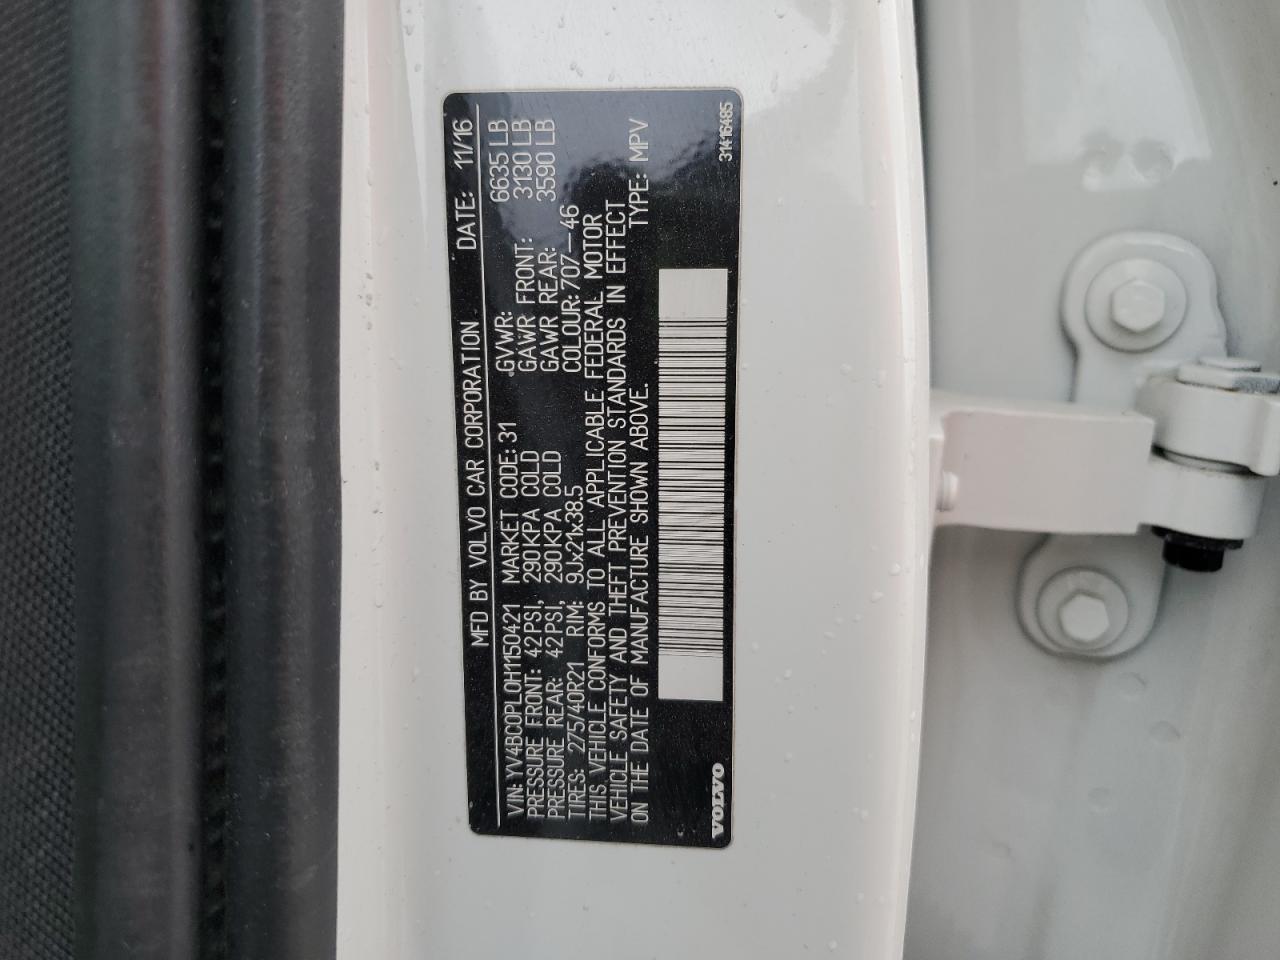 MFD BY VOLVO CAR CORPORATION DATE: 11/16
VIN: YV4BC0PL0H1150421 MARKET CODE: 31 GVWR: 6635 LB
PRESSURE FRONT: 42 PSI, 290 KPA COLD GAWR FRONT: 3130 LB
PRESSURE REAR: 42 PSI, 290 KPA COLD GAWR REAR: 3590 LB
TIRES: 275/40R21 RIM: 9Jx21x38.5 COLOUR: 707-46
THIS VEHICLE CONFORMS TO ALL APPLICABLE FEDERAL MOTOR
VEHICLE SAFETY AND THEFT PREVENTION STANDARDS IN EFFECT
ON THE DATE OF MANUFACTURE SHOWN ABOVE. TYPE: MPV
VOLVO 31416485